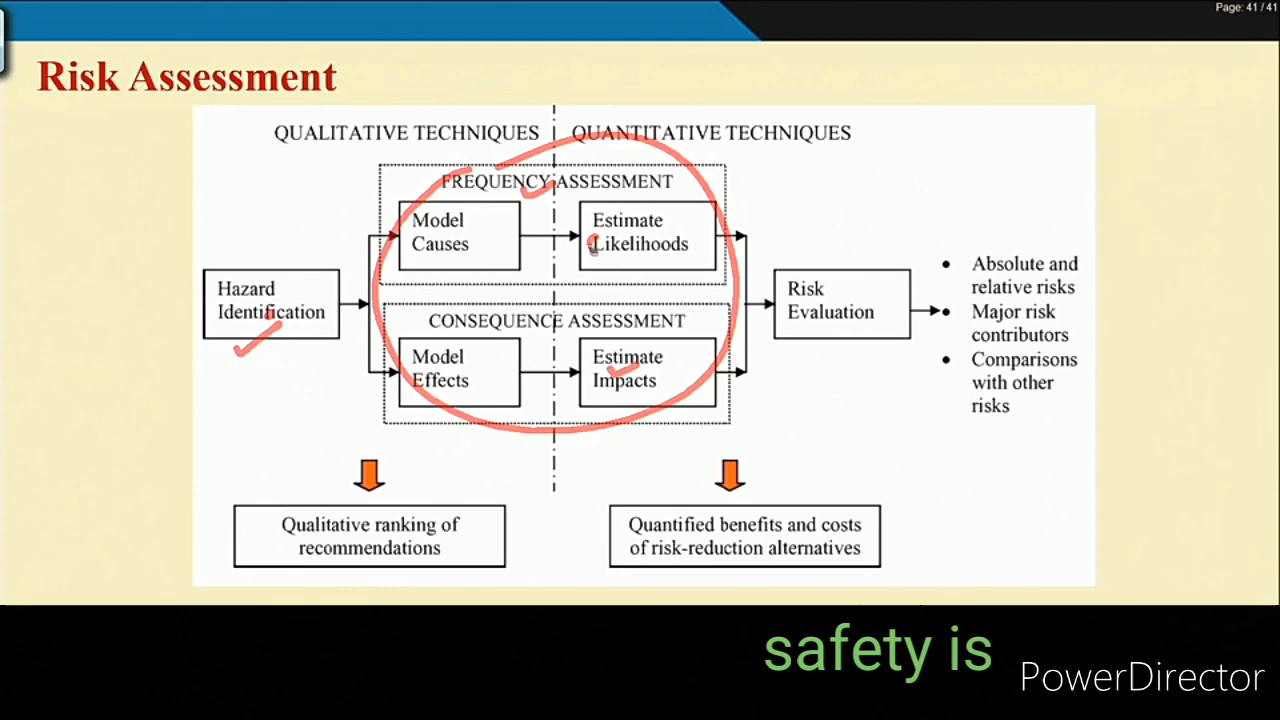 Page: 41 / 41
Risk Assessment
QUALITATIVE TECHNIQUES
QUANTITATIVE TECHNIQUES
FREQUENCY ASSESSMENT
Model
Causes
Estimate
Likelihoods
Hazard
Identification
CONSEQUENCE ASSESSMENT
Model
Effects
Estimate
Impacts
Risk
Evaluation
• Absolute and
relative risks
• Major risk
contributors
• Comparisons
with other
risks
Qualitative ranking of
recommendations
Quantified benefits and costs
of risk-reduction alternatives
safety is
PowerDirector